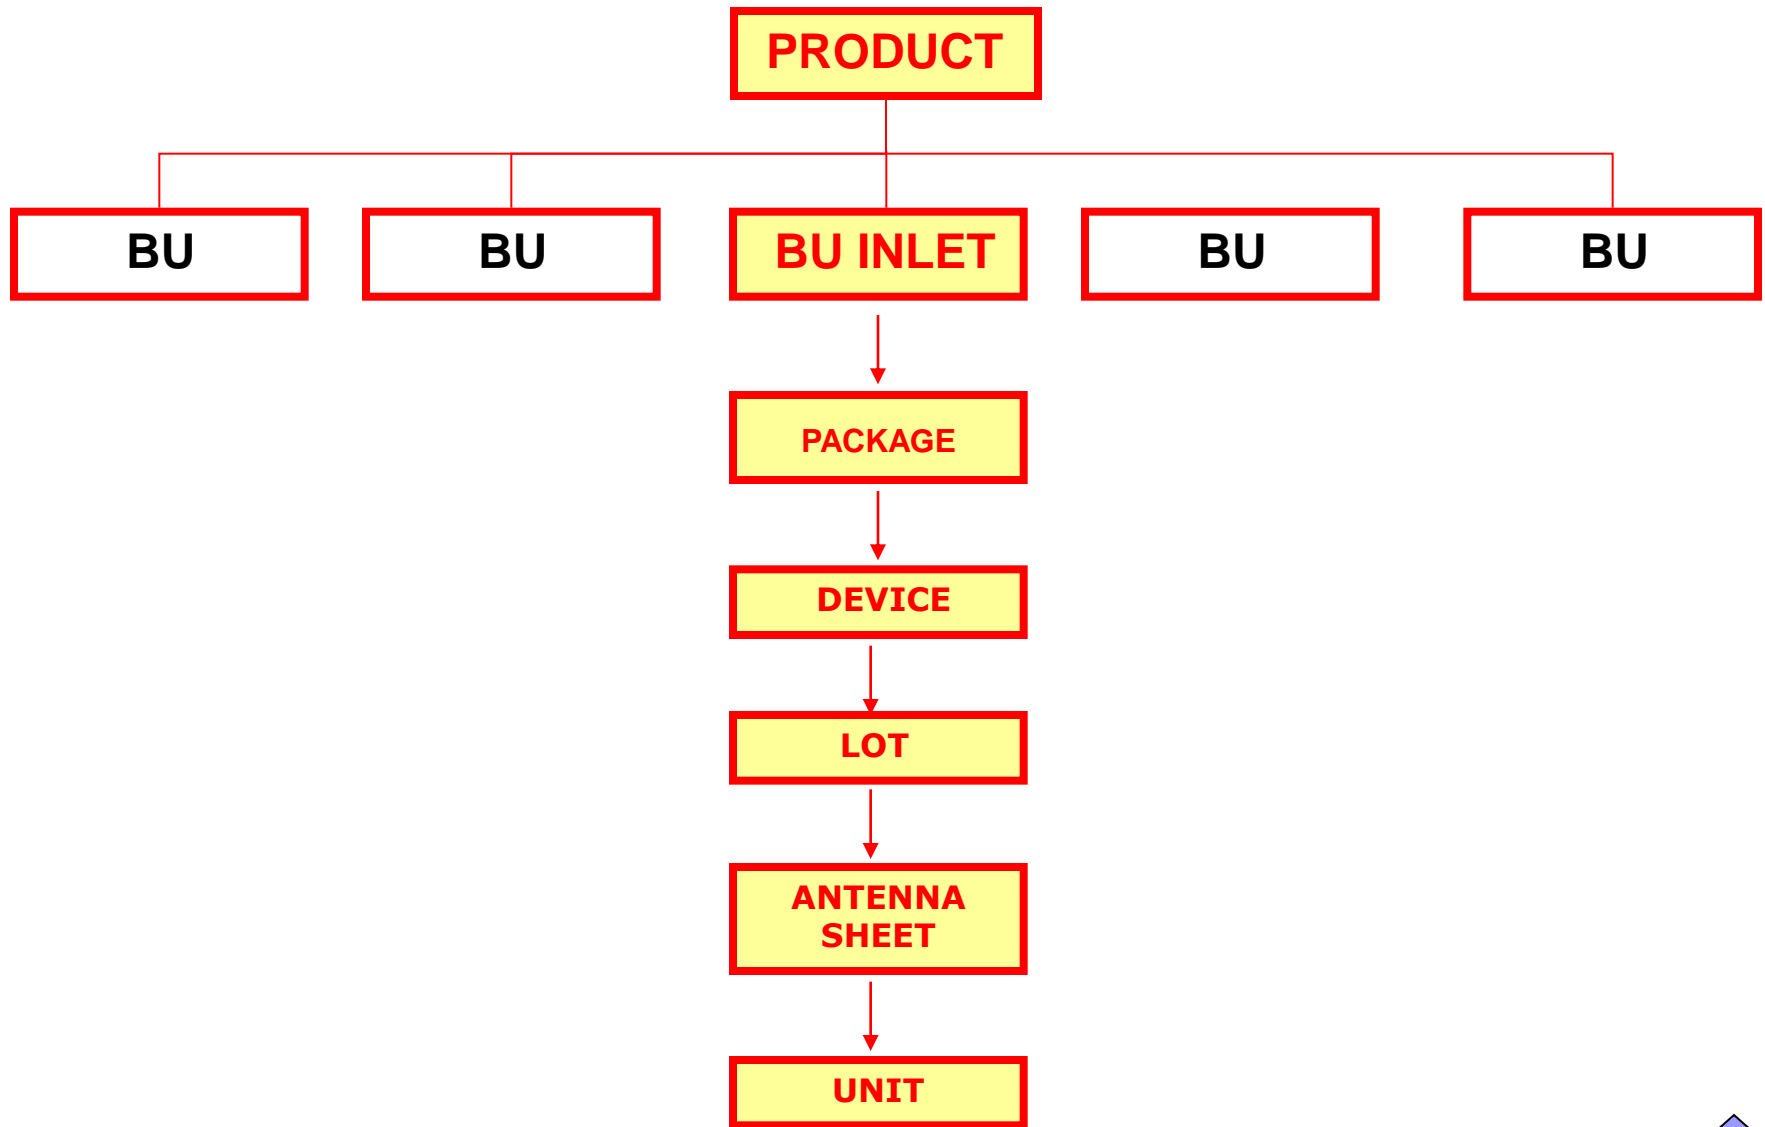 PRODUCT
BU
BU
BU INLET
BU
BU
PACKAGE
DEVICE
LOT
ANTENNA
SHEET
UNIT